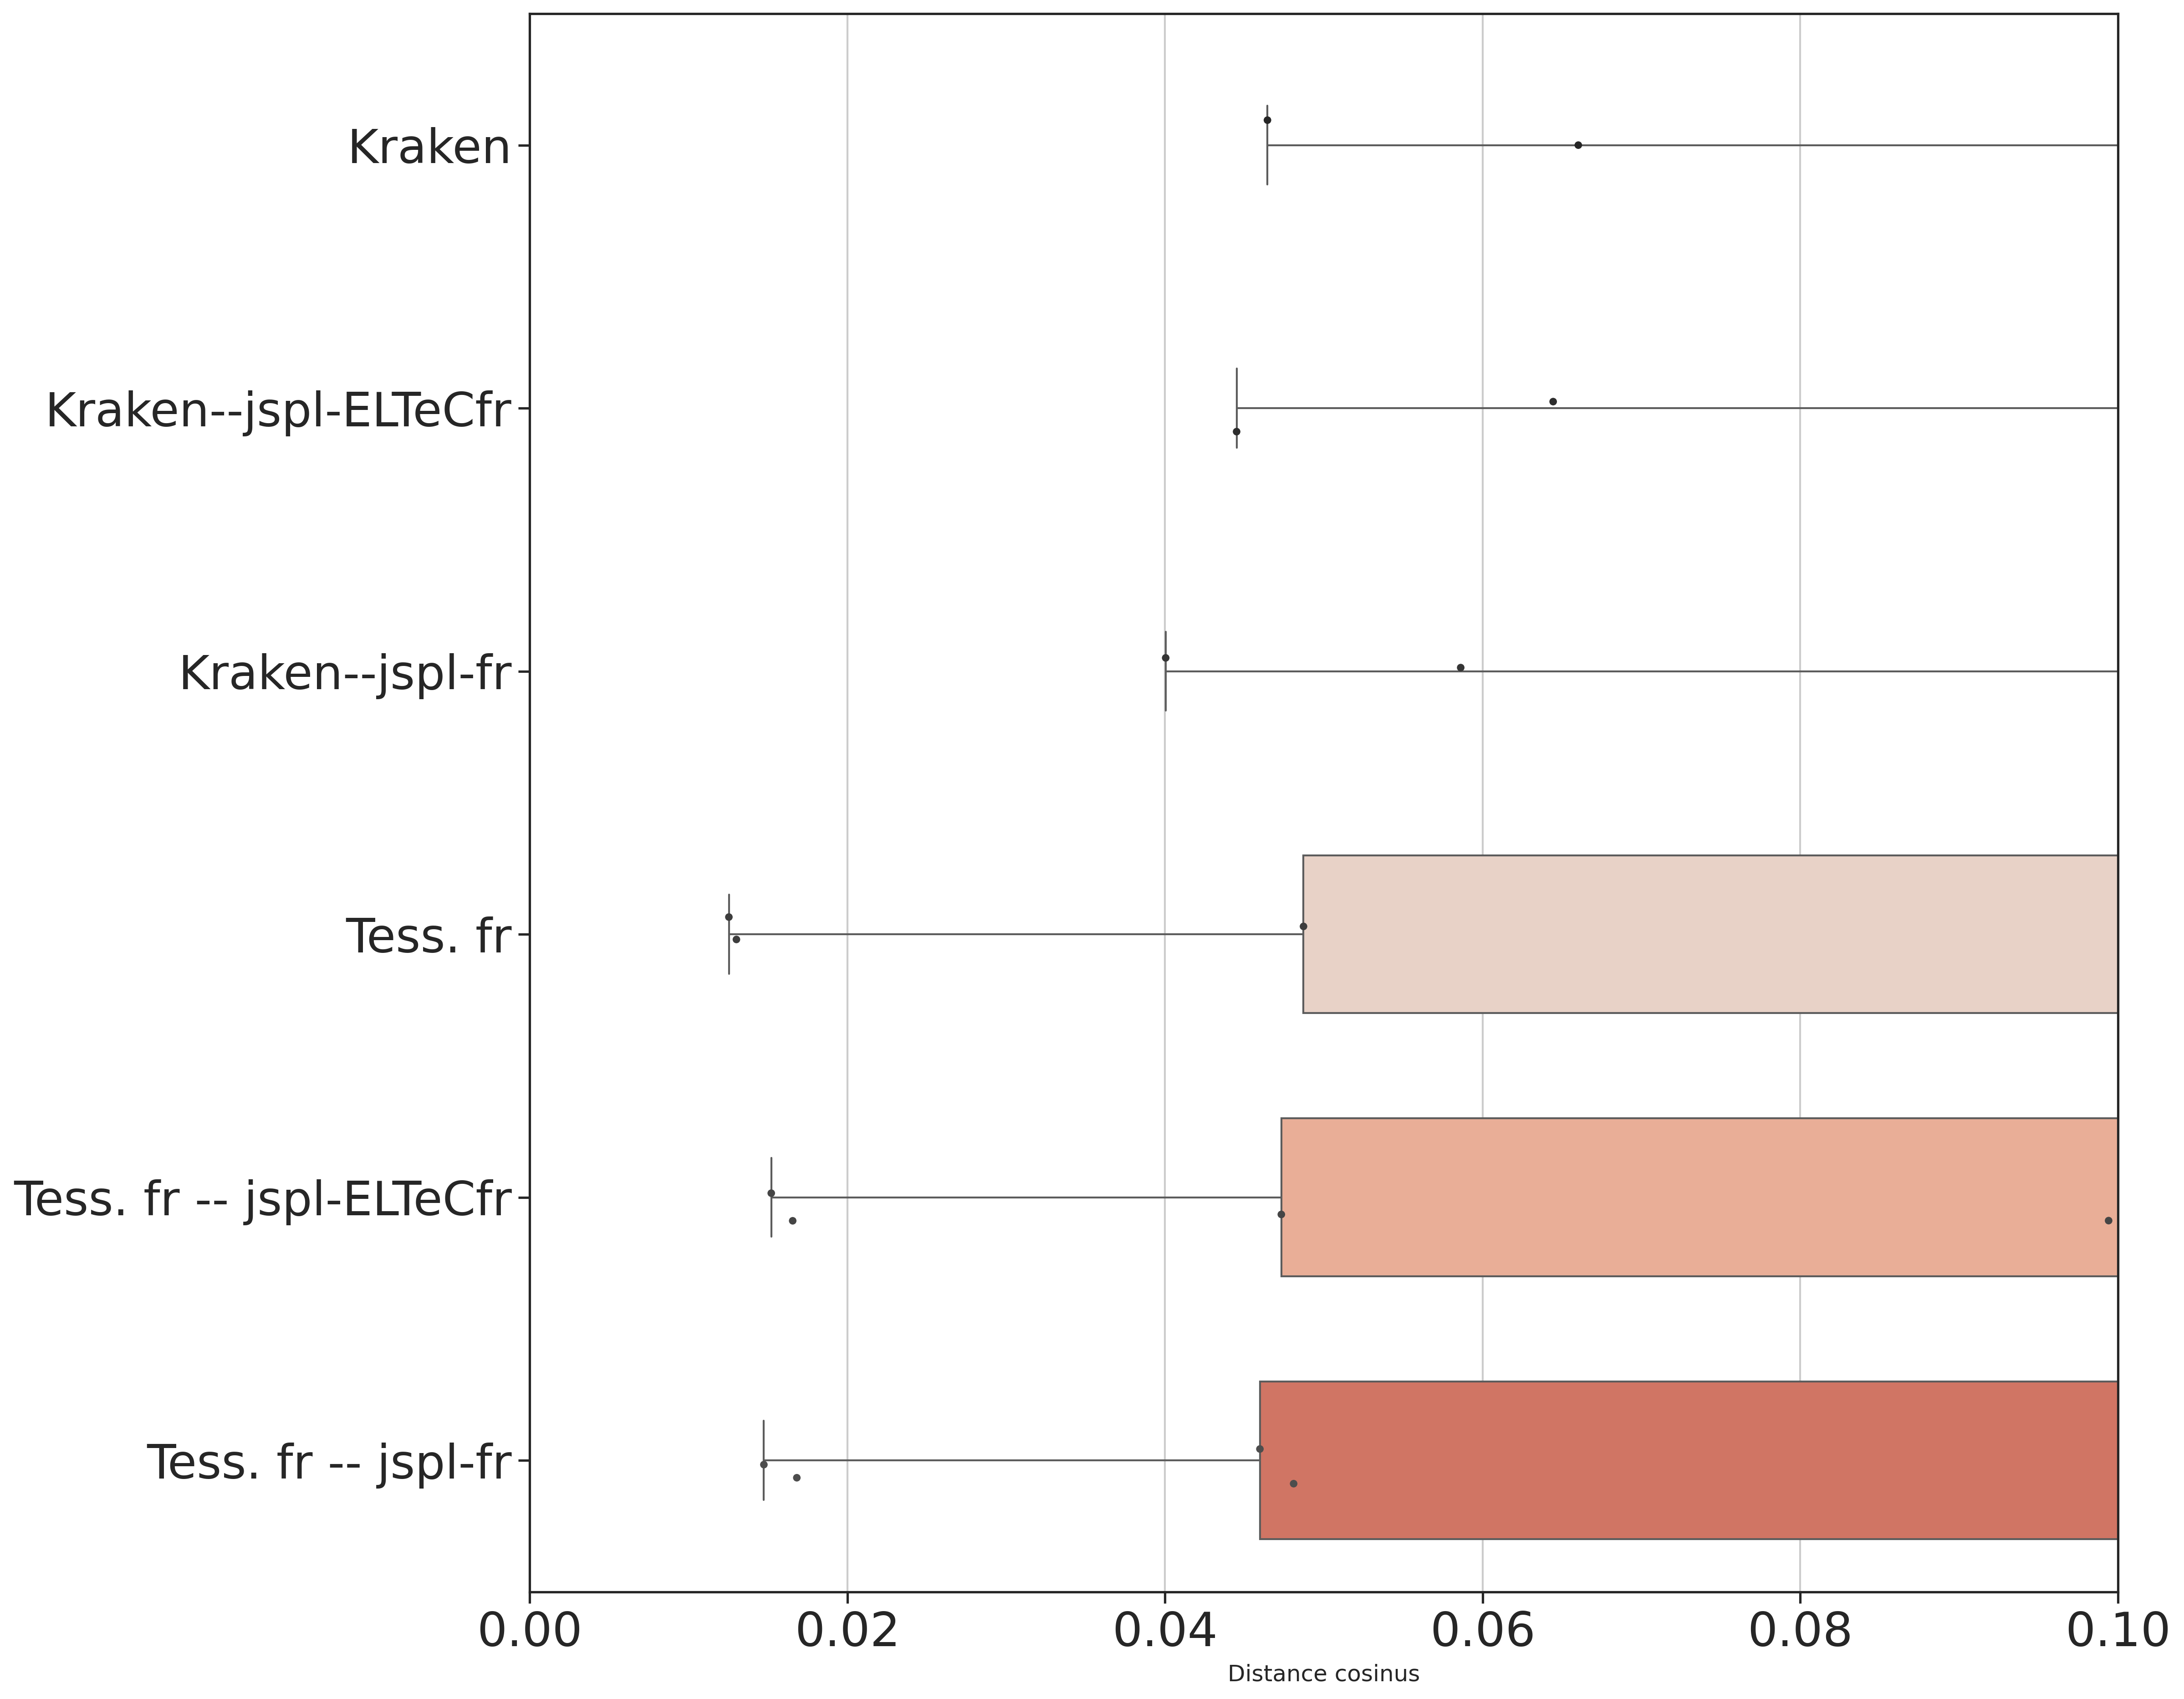 Kraken
Kraken--jspl-ELTeCfr
Kraken--jspl-fr
Tess. fr
Tess. fr -- jspl-ELTeCfr
Tess. fr -- jspl-fr
0.00 0.02 0.04 0.06 0.08 0.10
Distance cosinus